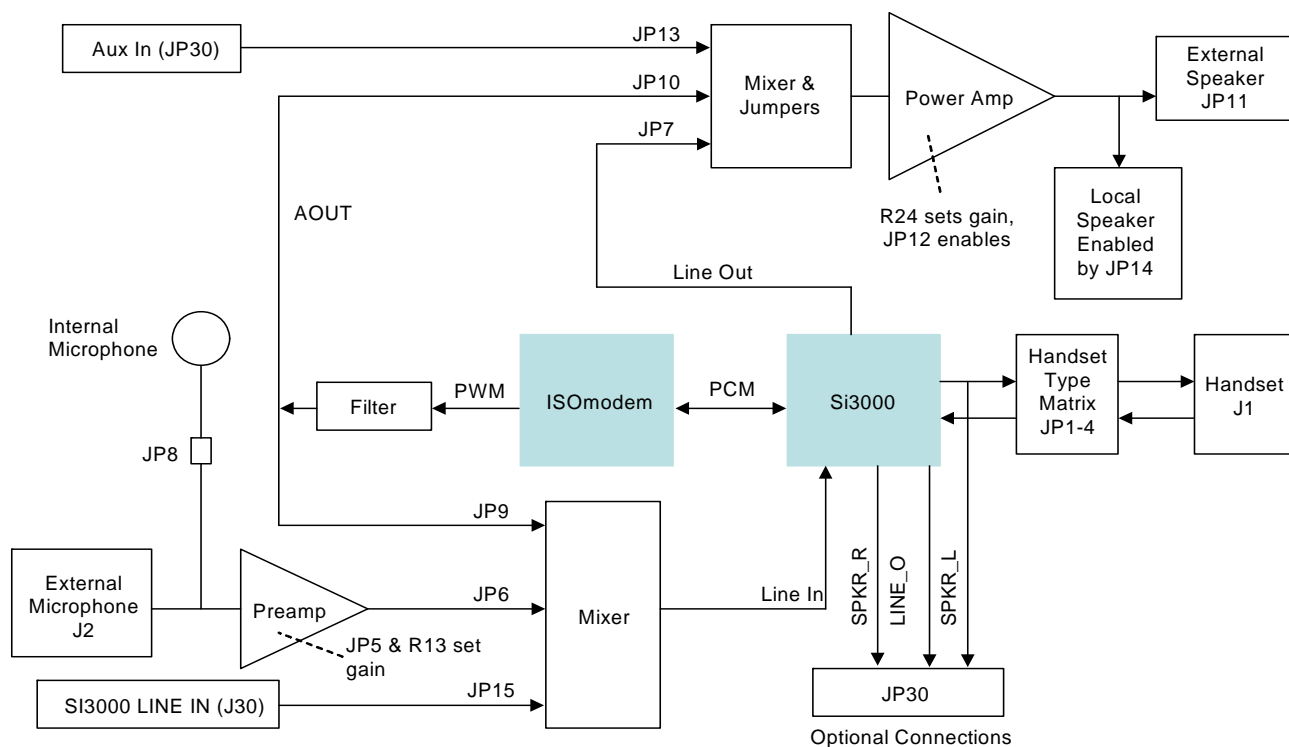 Aux In (JP30)
JP13
JP10
JP7
Mixer &
Jumpers
Power Amp
External
Speaker
JP11
R24 sets gain,
JP12 enables
Local
Speaker
Enabled
by JP14
AOUT
Line Out
Internal
Microphone
JP8
Filter
PWM
ISOmodem
PCM
Si3000
Handset
Type
Matrix
JP1-4
Handset
J1
JP9
External
Microphone
J2
Preamp
JP6
JP5 & R13 set
gain
Mixer
Line In
SPKR_R
LINE_O
SPKR_L
SI3000 LINE IN (J30)
JP15
JP30
Optional Connections